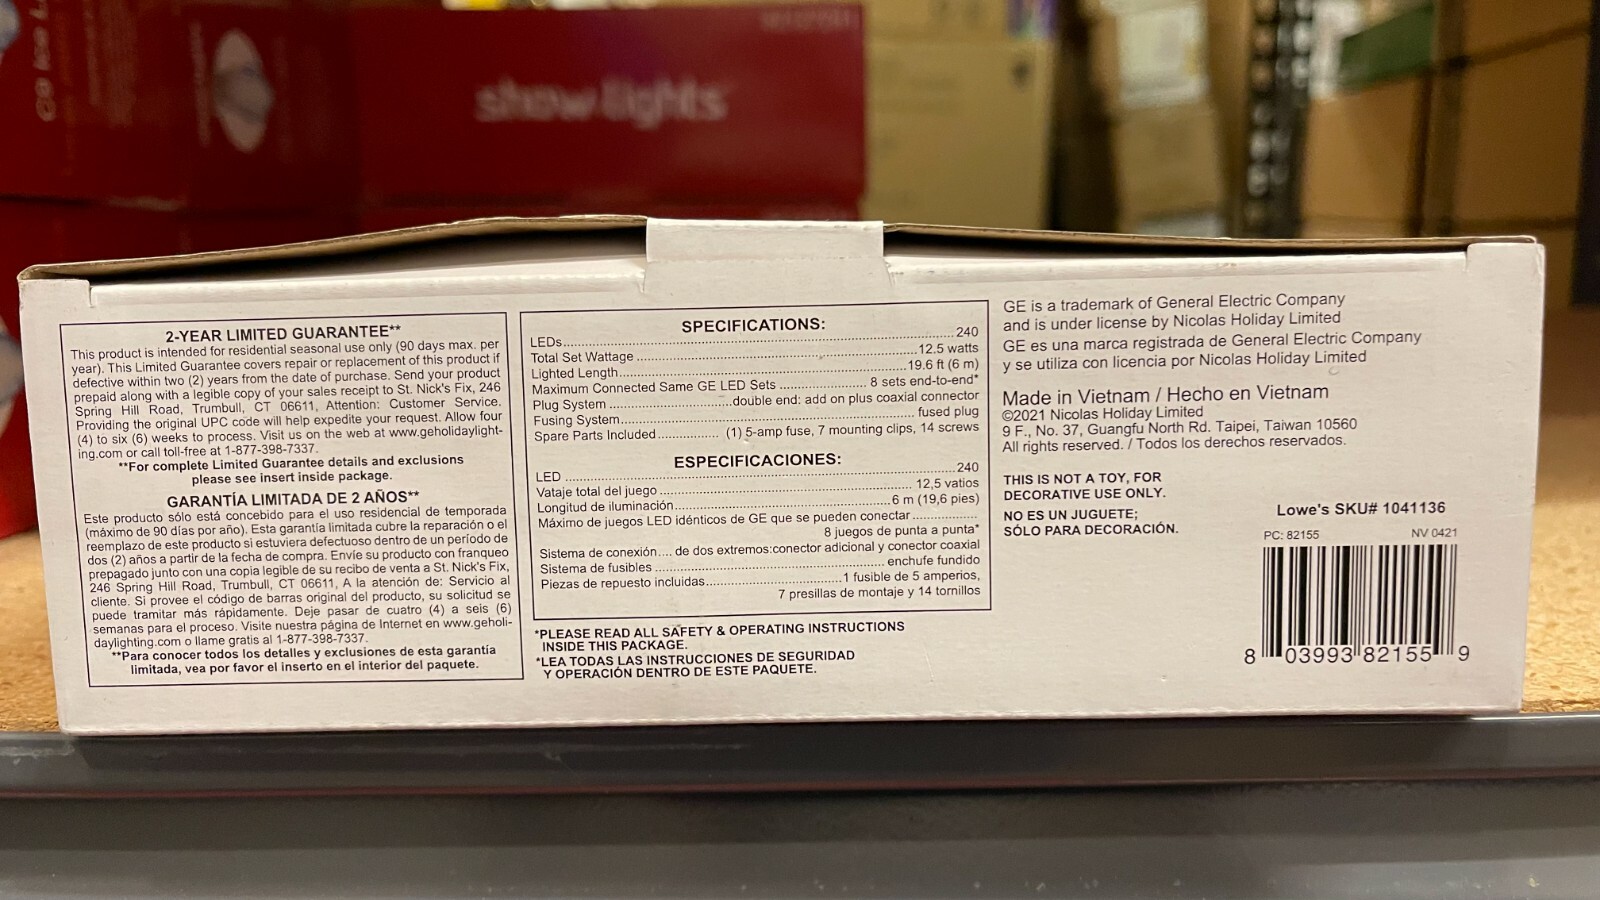 show lights
2-YEAR LIMITED GUARANTEE**
This product is intended for residential seasonal use only (90 days max. per
year). This Limited Guarantee covers repair or replacement of this product if
defective within two (2) years from the date of purchase. Send your product
prepaid along with a legible copy of your sales receipt to St. Nick's Fix, 246
Spring Hill Road, Trumbull, CT 06611, Attention: Customer Service.
Providing the original UPC code will help expedite your request. Allow four
(4) to six (6) weeks to process. Visit us on the web at www.geholidaylight-
ing.com or call toll-free at 1-877-398-7337.
**For complete Limited Guarantee details and exclusions
please see insert inside package.
GARANTÍA LIMITADA DE 2 AÑOS**
Este producto sólo está concebido para el uso residencial de temporada
(máximo de 90 días por año). Esta garantía limitada cubre la reparación o el
reemplazo de este producto si estuviera defectuoso dentro de un período de
dos (2) años a partir de la fecha de compra. Envíe su producto con franqueo
prepagado junto con una copia legible de su recibo de venta a St. Nick's Fix,
246 Spring Hill Road, Trumbull, CT 06611, A la atención de: Servicio al
cliente. Si provee el código de barras original del producto, su solicitud se
puede tramitar más rápidamente. Deje pasar de cuatro (4) a seis (6)
semanas para el proceso. Visite nuestra página de Internet en www.geholi-
daylighting.com o llame gratis al 1-877-398-7337.
**Para conocer todos los detalles y exclusiones de esta garantía
limitada, vea por favor el inserto en el interior del paquete.
SPECIFICATIONS:
LEDs....................240
Total Set Wattage....................12.5 watts
Lighted Length....................19.6 ft (6 m)
Maximum Connected Same GE LED Sets.................... 8 sets end-to-end*
Plug System....................double end: add on plus coaxial connector
Fusing System.................... fused plug
Spare Parts Included.................... (1) 5-amp fuse, 7 mounting clips, 14 screws
ESPECIFICACIONES:
LED....................240
Vataje total del juego.................... 12,5 vatios
Longitud de iluminación....................6 m (19,6 pies)
Máximo de juegos LED idénticos de GE que se pueden conectar....................
8 juegos de punta a punta*
Sistema de conexión.... de dos extremos:conector adicional y conector coaxial
Sistema de fusibles.................... enchufe fundido
Piezas de repuesto incluidas....................1 fusible de 5 amperios,
7 presillas de montaje y 14 tornillos
*PLEASE READ ALL SAFETY & OPERATING INSTRUCTIONS
INSIDE THIS PACKAGE.
*LEA TODAS LAS INSTRUCCIONES DE SEGURIDAD
Y OPERACIÓN DENTRO DE ESTE PAQUETE.
GE is a trademark of General Electric Company
and is under license by Nicolas Holiday Limited
GE es una marca registrada de General Electric Company
y se utiliza con licencia por Nicolas Holiday Limited
Made in Vietnam / Hecho en Vietnam
©2021 Nicolas Holiday Limited
9 F., No. 37, Guangfu North Rd. Taipei, Taiwan 10560
All rights reserved. / Todos los derechos reservados.
THIS IS NOT A TOY, FOR
DECORATIVE USE ONLY.
NO ES UN JUGUETE;
SÓLO PARA DECORACIÓN.
Lowe's SKU# 1041136
PC: 82155 NV 0421
8 03993 82155 9